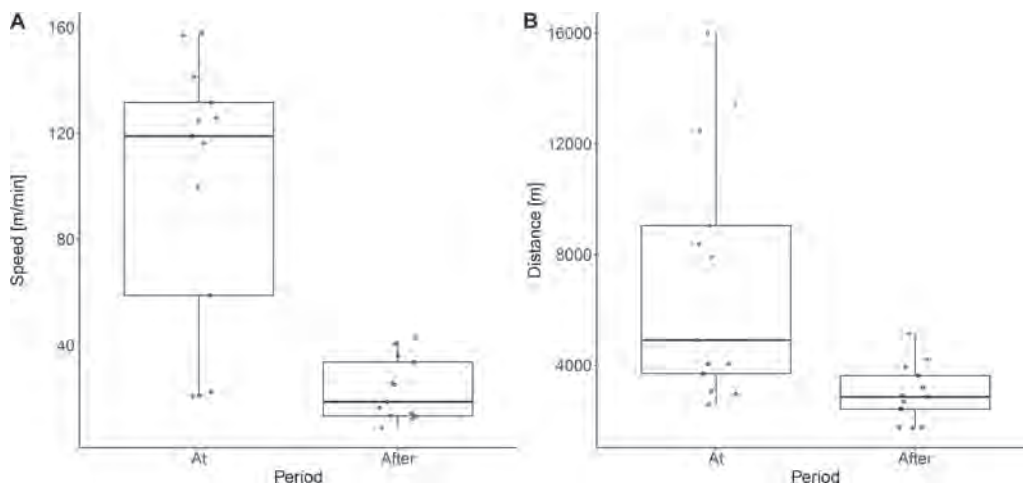 A
Speed [m/min]
160
120
80
40
At
After
Period
B
Distance [m]
16000
12000
8000
4000
At
After
Period